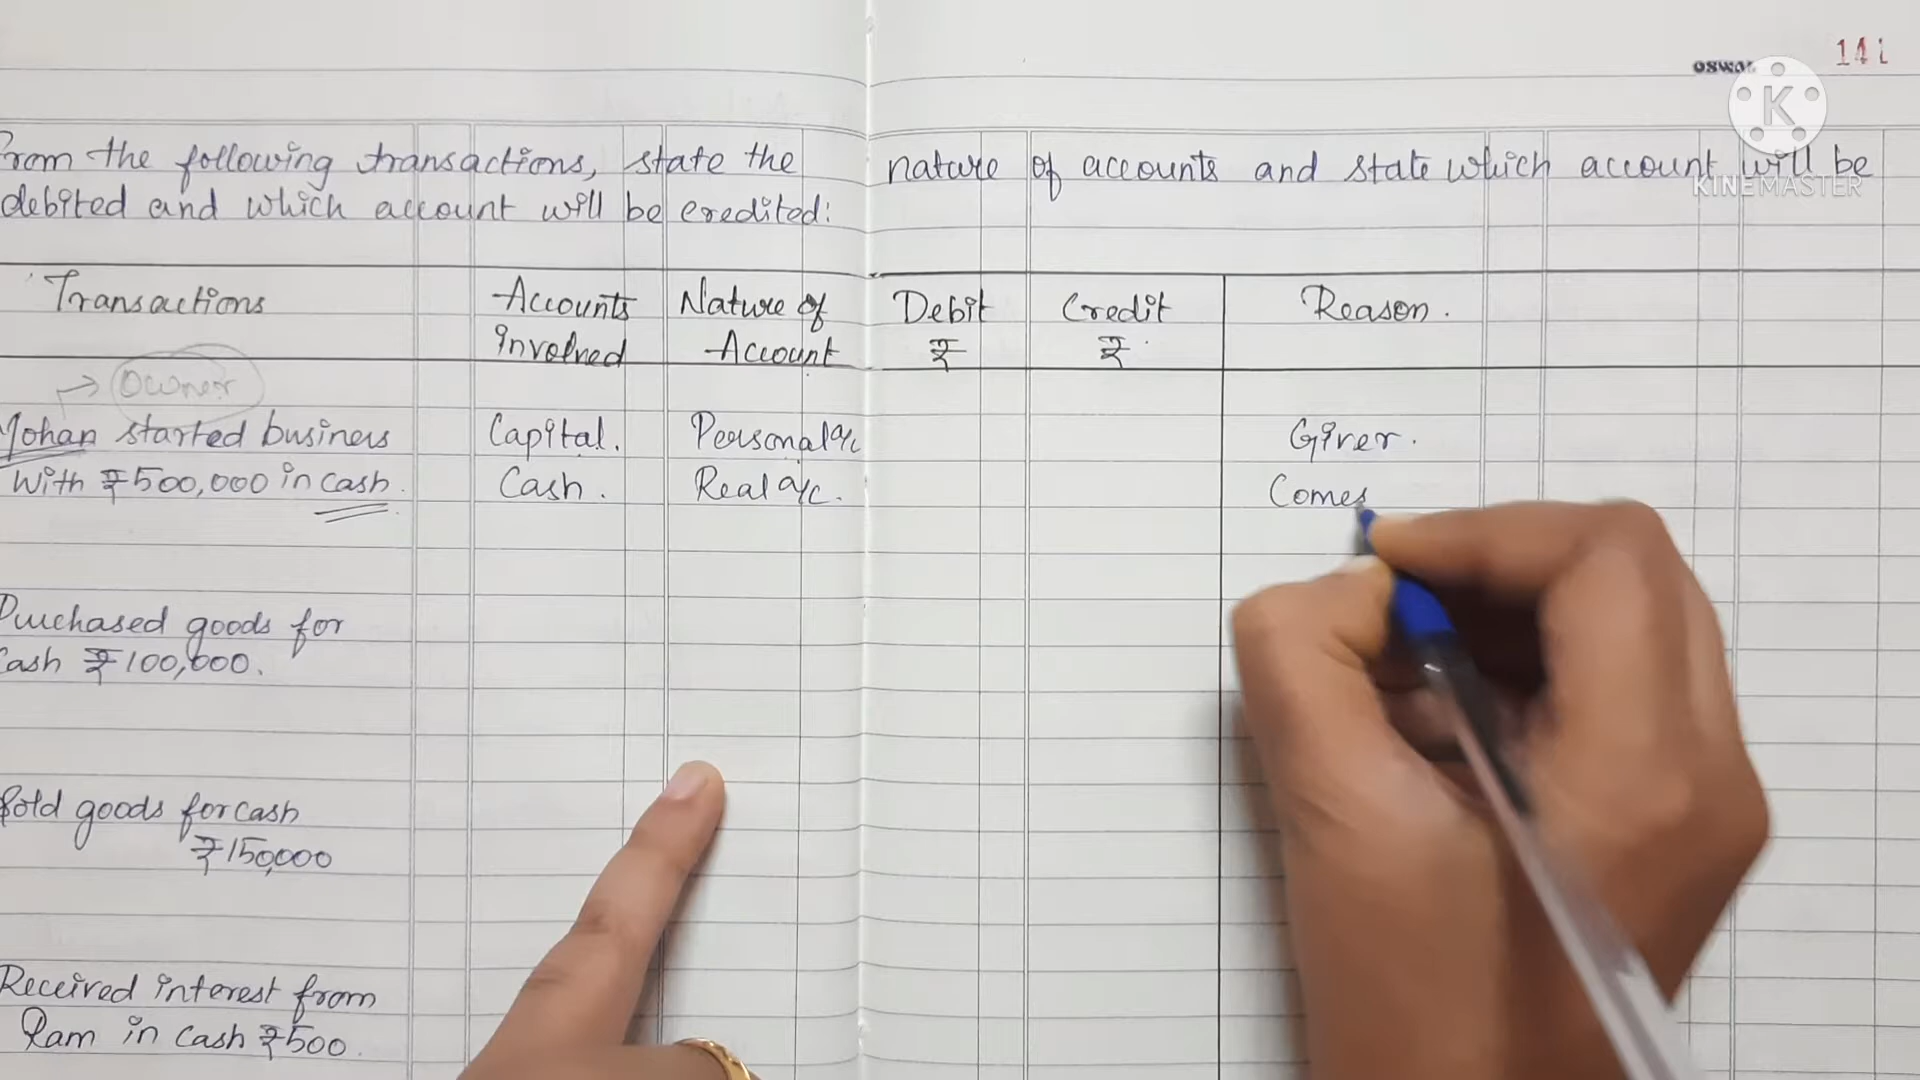 141
OSWAL
KINEMASTER
From the following transactions, state the nature of accounts and state which account will be
debited and which account will be credited:
Transactions Accounts Involved Nature of Account Debit ₹ Credit ₹ Reason.
→ Owner
Mohan started business Capital. Personal a/c Giver.
With ₹500,000 in cash. Cash. Real a/c. Comes
Purchased goods for
Cash ₹100,000.
Sold goods for cash
₹150,000
Received interest from
Ram in cash ₹500.